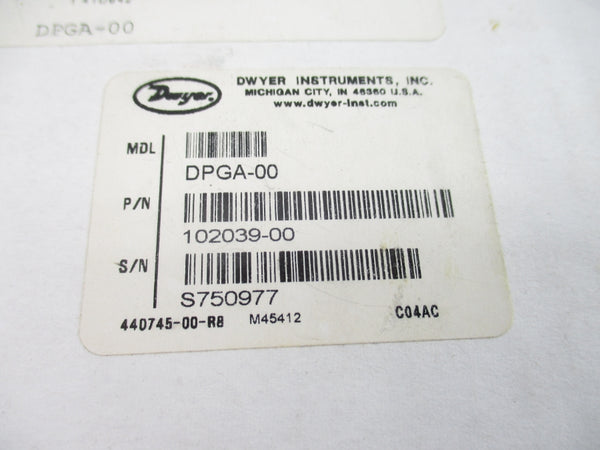 DPGA-00
Dwyer.
DWYER INSTRUMENTS, INC.
MICHIGAN CITY, IN 46360 U.S.A.
www.dwyer-inst.com
MDL
DPGA-00
P/N
102039-00
S/N
S750977
440745-00-R8 M45412 C04AC